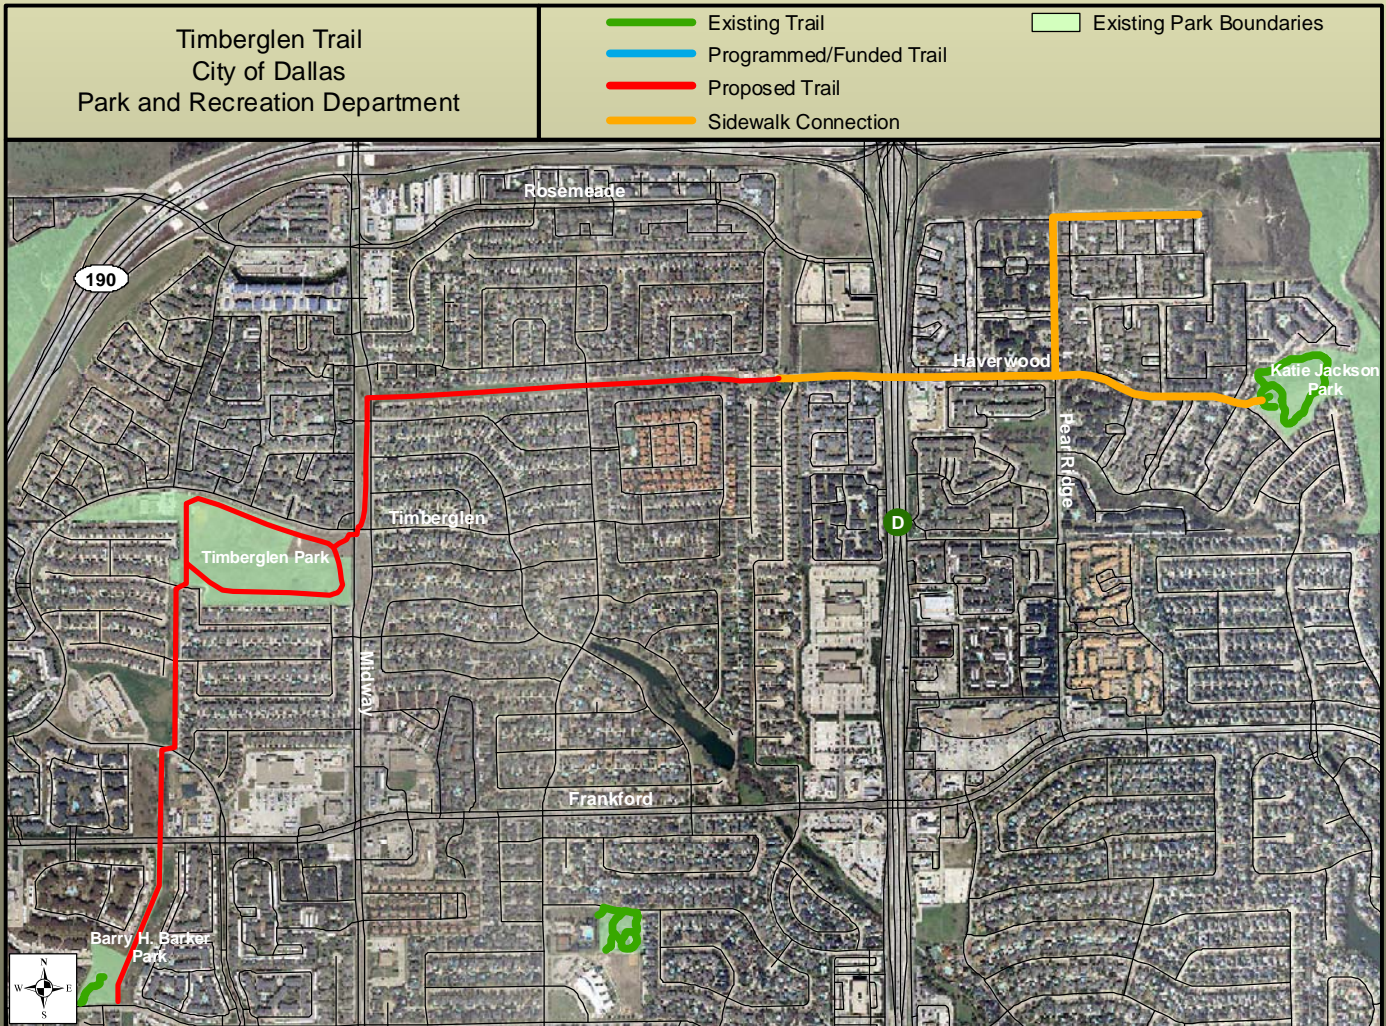 Timberglen Trail
City of Dallas
Park and Recreation Department
Existing Trail
Programmed/Funded Trail
Proposed Trail
Sidewalk Connection
Existing Park Boundaries
Rosemeade
190
Haverwood
Katie Jackson
Park
Peal Ridge
Timberglen
D
Timberglen Park
Midway
Frankford
Barry H. Barker
Park
N
W
E
S